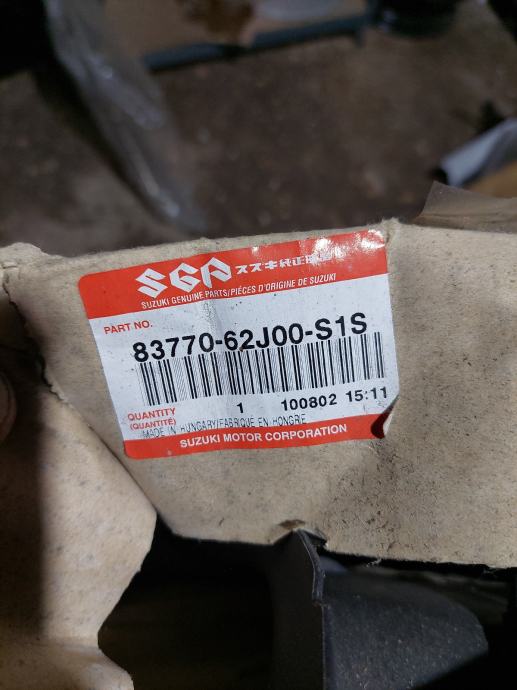 SGP スズキ純正部品
SUZUKI GENUINE PARTS/PIÈCES D'ORIGINE DE SUZUKI
PART NO.
83770-62J00-S1S
QUANTITY 1 100802 15:11
(QUANTITÉ)
MADE IN HUNGARY/FABRIQUE EN HONGRIE
SUZUKI MOTOR CORPORATION